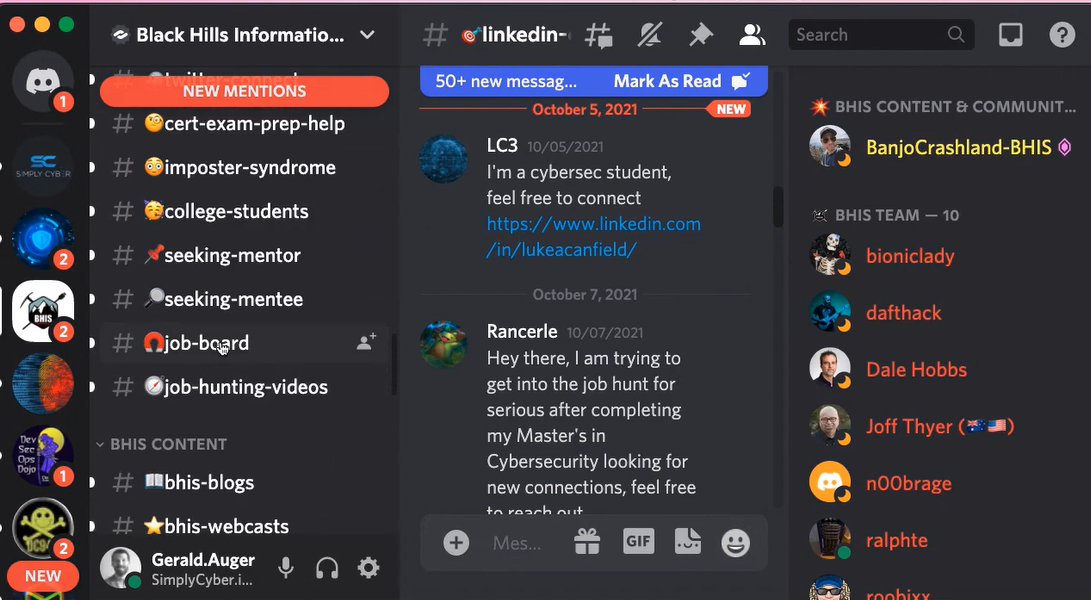 1
SC
SIMPLY CYBER
2
BHIS
2
Dev
Sec
Ops
Dojo
1
2
NEW
Black Hills Informatio...
twitter-connect
NEW MENTIONS
# cert-exam-prep-help
# imposter-syndrome
# college-students
# seeking-mentor
# seeking-mentee
# job-board
# job-hunting-videos
BHIS CONTENT
# bhis-blogs
# bhis-webcasts
Gerald.Auger
SimplyCyber.i...
# linkedin-
Search
50+ new messag... Mark As Read
October 5, 2021 NEW
LC3 10/05/2021
I'm a cybersec student,
feel free to connect
https://www.linkedin.com
/in/lukeacanfield/
October 7, 2021
Rancerle 10/07/2021
Hey there, I am trying to
get into the job hunt for
serious after completing
my Master's in
Cybersecurity looking for
new connections, feel free
to reach out
Mes...
GIF
BHIS CONTENT & COMMUNIT...
BanjoCrashland-BHIS
BHIS TEAM — 10
bioniclady
dafthack
Dale Hobbs
Joff Thyer (🇦🇺🇺🇸)
n00brage
ralphte
roobixx